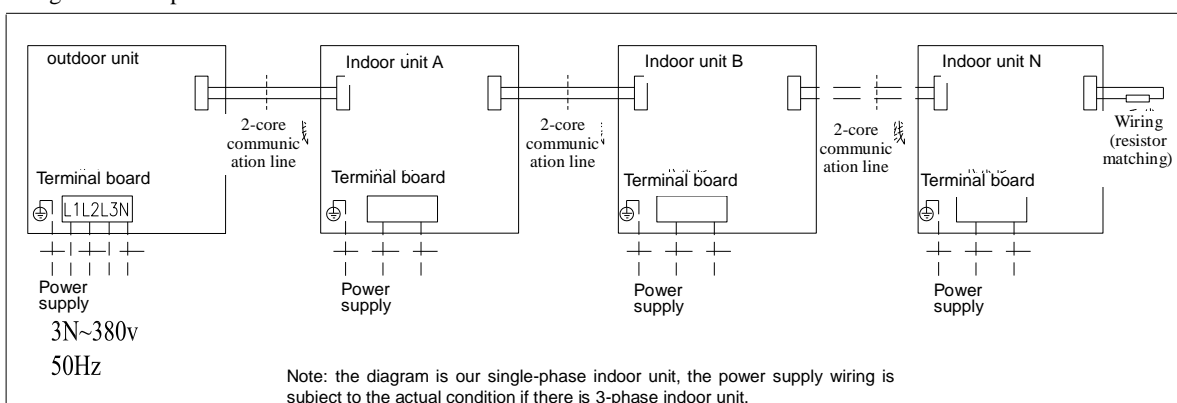 outdoor unit
Indoor unit A
Indoor unit B
Indoor unit N
2-core
communic
ation line
线
2-core
communic
ation line
2-core
communic
ation line
线
Wiring
(resistor
matching)
Terminal board
L1L2L3N
Terminal board
Terminal board
Terminal board
Power
supply
3N~380v
50Hz
Power
supply
Power
supply
Power
supply
Note: the diagram is our single-phase indoor unit, the power supply wiring is
subject to the actual condition if there is 3-phase indoor unit.